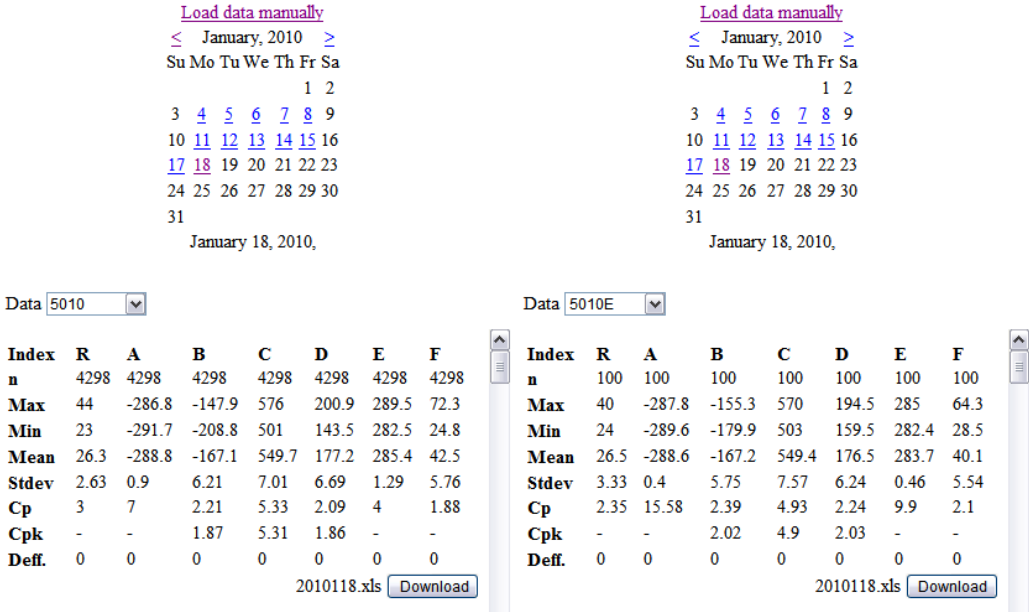 Load data manually
< January, 2010 >
Su Mo Tu We Th Fr Sa
1 2
3 4 5 6 7 8 9
10 11 12 13 14 15 16
17 18 19 20 21 22 23
24 25 26 27 28 29 30
31
January 18, 2010,
Data 5010
Index R A B C D E F
n 4298 4298 4298 4298 4298 4298 4298
Max 44 -286.8 -147.9 576 200.9 289.5 72.3
Min 23 -291.7 -208.8 501 143.5 282.5 24.8
Mean 26.3 -288.8 -167.1 549.7 177.2 285.4 42.5
Stdev 2.63 0.9 6.21 7.01 6.69 1.29 5.76
Cp 3 7 2.21 5.33 2.09 4 1.88
Cpk - - 1.87 5.31 1.86 - -
Deff. 0 0 0 0 0 0 0
2010118.xls Download
Load data manually
< January, 2010 >
Su Mo Tu We Th Fr Sa
1 2
3 4 5 6 7 8 9
10 11 12 13 14 15 16
17 18 19 20 21 22 23
24 25 26 27 28 29 30
31
January 18, 2010,
Data 5010E
Index R A B C D E F
n 100 100 100 100 100 100 100
Max 40 -287.8 -155.3 570 194.5 285 64.3
Min 24 -289.6 -179.9 503 159.5 282.4 28.5
Mean 26.5 -288.6 -167.2 549.4 176.5 283.7 40.1
Stdev 3.33 0.4 5.75 7.57 6.24 0.46 5.54
Cp 2.35 15.58 2.39 4.93 2.24 9.9 2.1
Cpk - - 2.02 4.9 2.03 - -
Deff. 0 0 0 0 0 0 0
2010118.xls Download